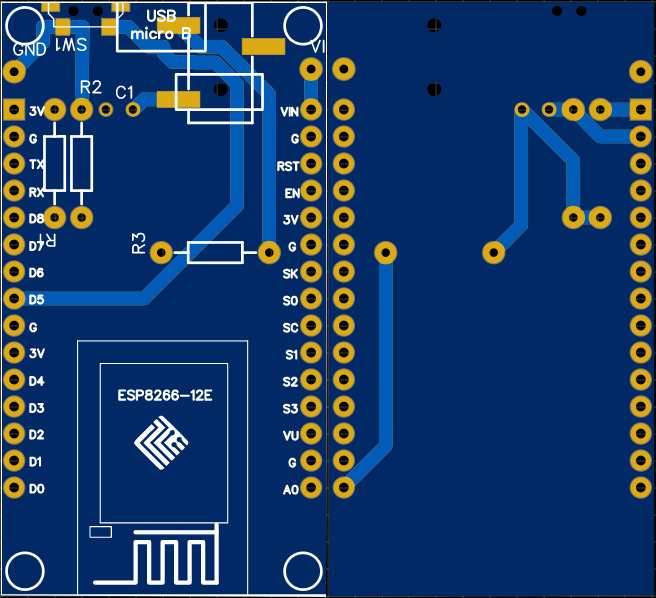 USB
micro B
SW1
GND
VI
R2
C1
3V
VIN
G
G
TX
RST
RX
EN
D8
3V
R1
D7
G
R3
D6
SK
D5
S0
G
SC
3V
S1
D4
S2
ESP8266-12E
D3
S3
D2
VU
D1
G
D0
A0